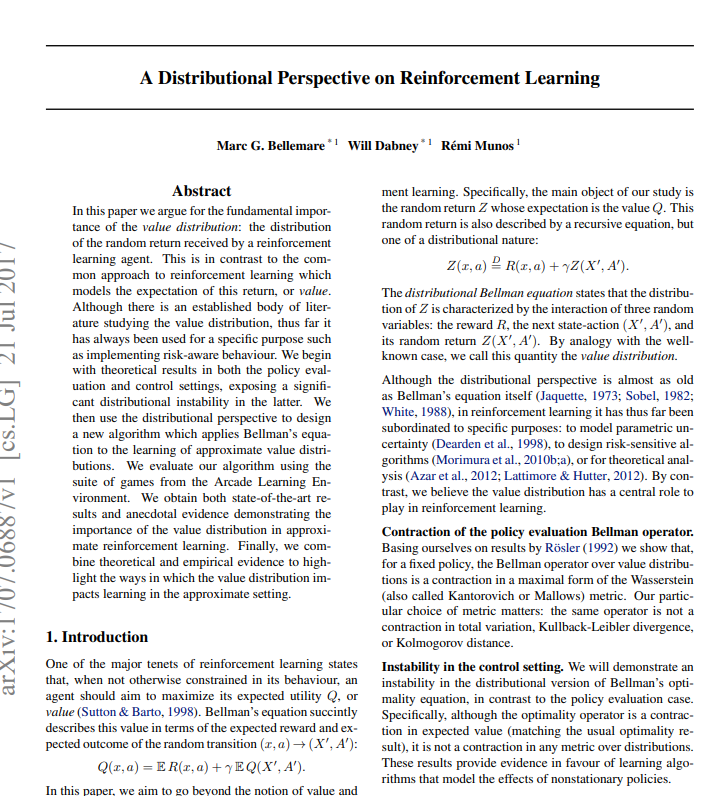 A Distributional Perspective on Reinforcement Learning
Marc G. Bellemare * 1 Will Dabney * 1 Rémi Munos 1
arXiv:1707.06887v1 [cs.LG] 21 Jul 2017
Abstract
In this paper we argue for the fundamental impor-
tance of the value distribution: the distribution
of the random return received by a reinforcement
learning agent. This is in contrast to the com-
mon approach to reinforcement learning which
models the expectation of this return, or value.
Although there is an established body of liter-
ature studying the value distribution, thus far it
has always been used for a specific purpose such
as implementing risk-aware behaviour. We begin
with theoretical results in both the policy eval-
uation and control settings, exposing a signifi-
cant distributional instability in the latter. We
then use the distributional perspective to design
a new algorithm which applies Bellman's equa-
tion to the learning of approximate value distri-
butions. We evaluate our algorithm using the
suite of games from the Arcade Learning En-
vironment. We obtain both state-of-the-art re-
sults and anecdotal evidence demonstrating the
importance of the value distribution in approxi-
mate reinforcement learning. Finally, we com-
bine theoretical and empirical evidence to high-
light the ways in which the value distribution im-
pacts learning in the approximate setting.
1. Introduction
One of the major tenets of reinforcement learning states
that, when not otherwise constrained in its behaviour, an
agent should aim to maximize its expected utility Q, or
value (Sutton & Barto, 1998). Bellman's equation succintly
describes this value in terms of the expected reward and ex-
pected outcome of the random transition (x, a) → (X′, A′):
Q(x, a) = 𝔼 R(x, a) + γ 𝔼 Q(X′, A′).
In this paper, we aim to go beyond the notion of value and
ment learning. Specifically, the main object of our study is
the random return Z whose expectation is the value Q. This
random return is also described by a recursive equation, but
one of a distributional nature:
Z(x, a) D= R(x, a) + γZ(X′, A′).
The distributional Bellman equation states that the distribu-
tion of Z is characterized by the interaction of three random
variables: the reward R, the next state-action (X′, A′), and
its random return Z(X′, A′). By analogy with the well-
known case, we call this quantity the value distribution.
Although the distributional perspective is almost as old
as Bellman's equation itself (Jaquette, 1973; Sobel, 1982;
White, 1988), in reinforcement learning it has thus far been
subordinated to specific purposes: to model parametric un-
certainty (Dearden et al., 1998), to design risk-sensitive al-
gorithms (Morimura et al., 2010b;a), or for theoretical anal-
ysis (Azar et al., 2012; Lattimore & Hutter, 2012). By con-
trast, we believe the value distribution has a central role to
play in reinforcement learning.
Contraction of the policy evaluation Bellman operator.
Basing ourselves on results by Rösler (1992) we show that,
for a fixed policy, the Bellman operator over value distribu-
tions is a contraction in a maximal form of the Wasserstein
(also called Kantorovich or Mallows) metric. Our partic-
ular choice of metric matters: the same operator is not a
contraction in total variation, Kullback-Leibler divergence,
or Kolmogorov distance.
Instability in the control setting. We will demonstrate an
instability in the distributional version of Bellman's opti-
mality equation, in contrast to the policy evaluation case.
Specifically, although the optimality operator is a contrac-
tion in expected value (matching the usual optimality re-
sult), it is not a contraction in any metric over distributions.
These results provide evidence in favour of learning algo-
rithms that model the effects of nonstationary policies.